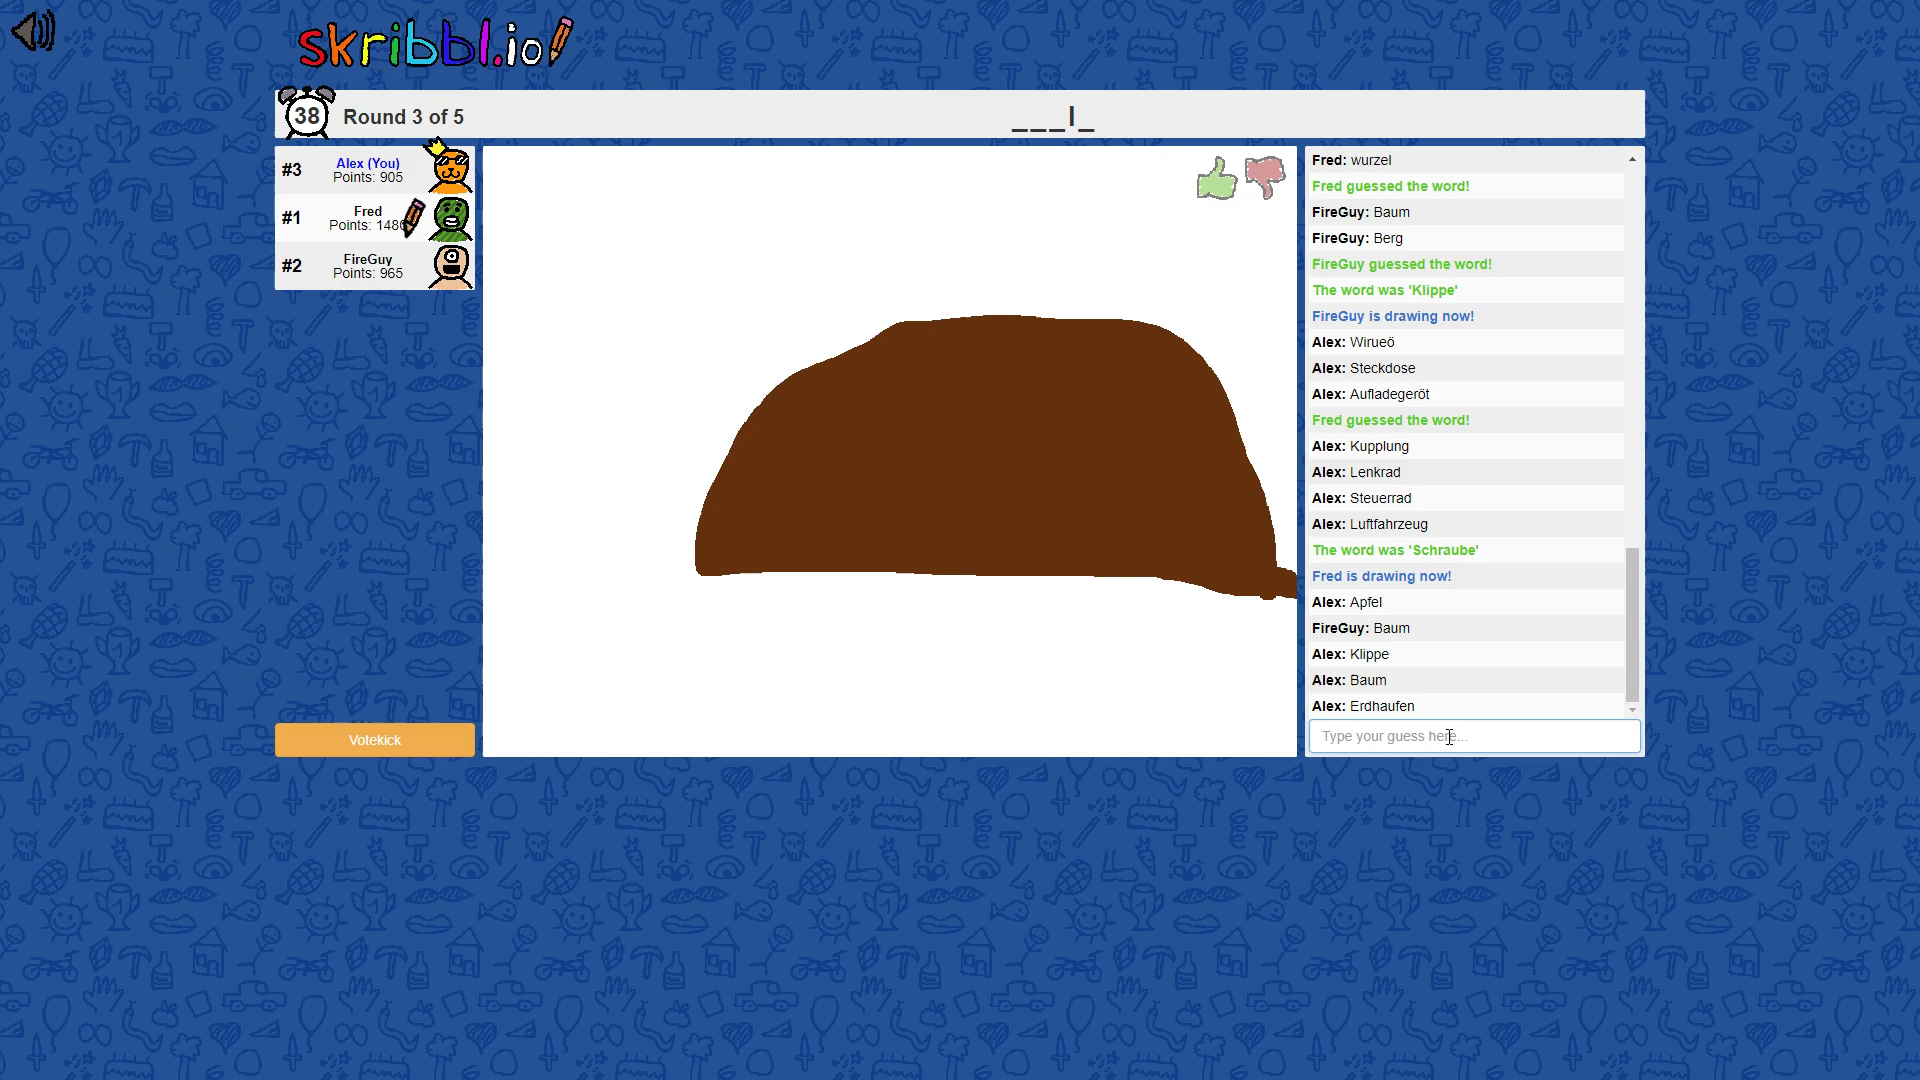 skribbl.io
38
Round 3 of 5
___l_
#3
Alex (You)
Points: 905
#1
Fred
Points: 1486
#2
FireGuy
Points: 965
Votekick
Fred: wurzel
Fred guessed the word!
FireGuy: Baum
FireGuy: Berg
FireGuy guessed the word!
The word was 'Klippe'
FireGuy is drawing now!
Alex: Wirueö
Alex: Steckdose
Alex: Aufladegeröt
Fred guessed the word!
Alex: Kupplung
Alex: Lenkrad
Alex: Steuerrad
Alex: Luftfahrzeug
The word was 'Schraube'
Fred is drawing now!
Alex: Apfel
FireGuy: Baum
Alex: Klippe
Alex: Baum
Alex: Erdhaufen
Type your guess here...